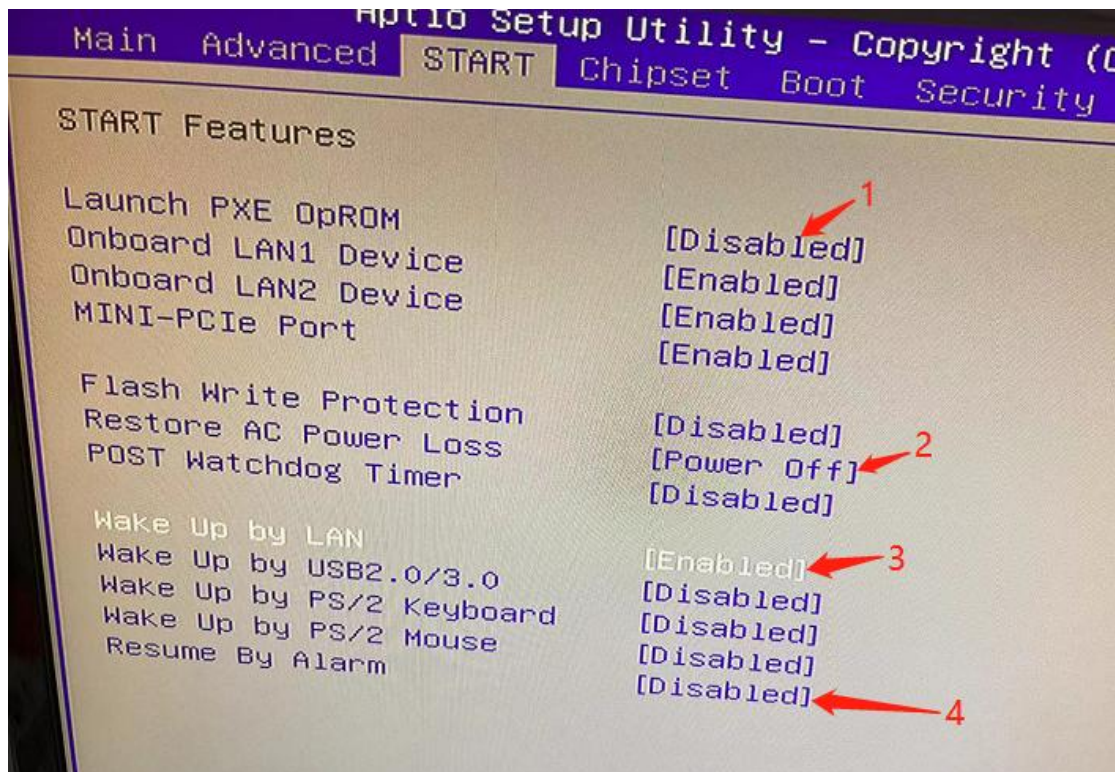 Aptio Setup Utility – Copyright (
Main Advanced START Chipset Boot Security
START Features
Launch PXE OpROM [Disabled] 1
Onboard LAN1 Device [Enabled]
Onboard LAN2 Device [Enabled]
MINI-PCIe Port [Enabled]
Flash Write Protection [Disabled]
Restore AC Power Loss [Power Off] 2
POST Watchdog Timer [Disabled]
Wake Up by LAN [Enabled] 3
Wake Up by USB2.0/3.0 [Disabled]
Wake Up by PS/2 Keyboard [Disabled]
Wake Up by PS/2 Mouse [Disabled]
Resume By Alarm [Disabled] 4